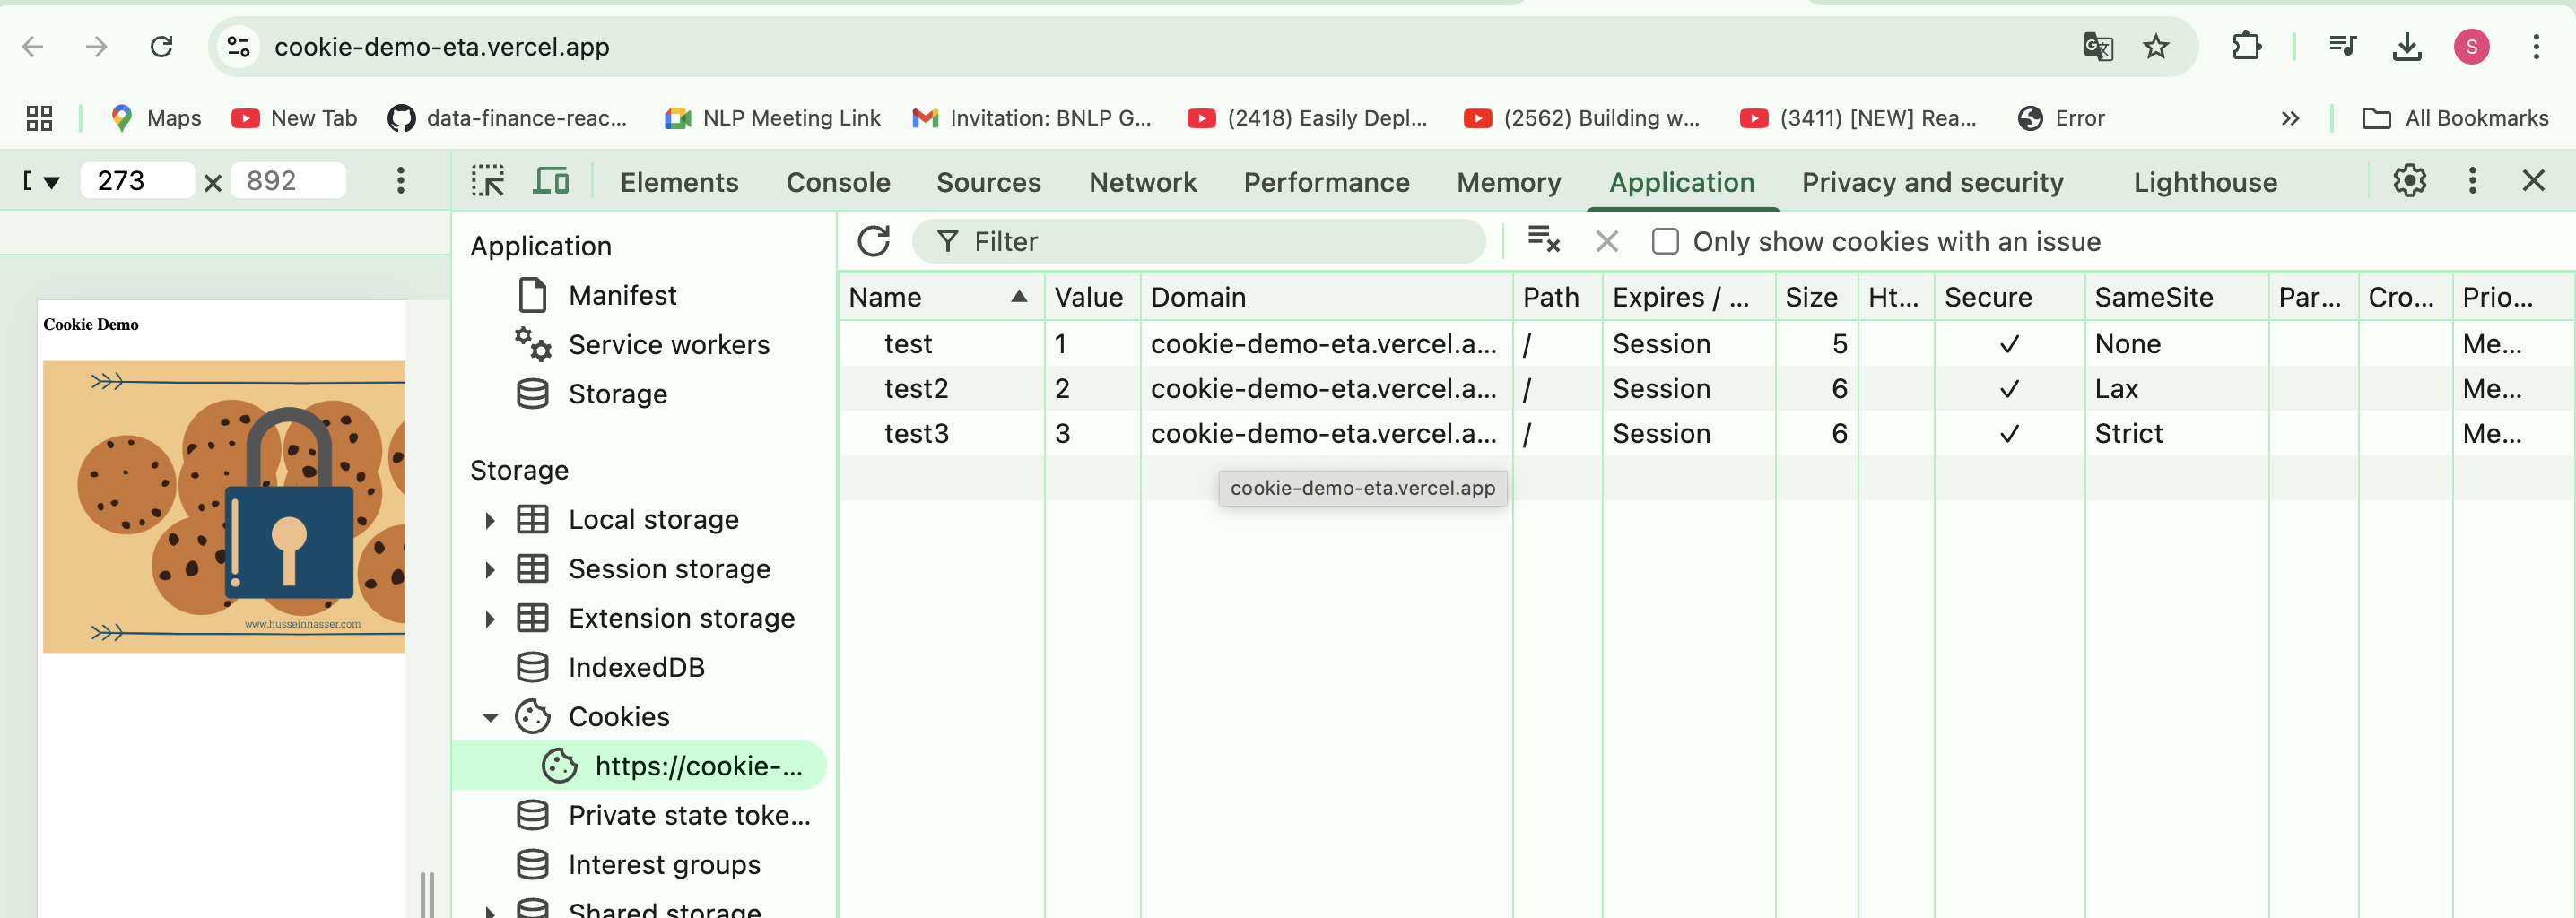 cookie-demo-eta.vercel.app
S
Maps
New Tab
data-finance-reac...
NLP Meeting Link
Invitation: BNLP G...
(2418) Easily Depl...
(2562) Building w...
(3411) [NEW] Rea...
Error
All Bookmarks
273 × 892
Elements Console Sources Network Performance Memory Application Privacy and security Lighthouse
Cookie Demo
www.husseinnasser.com
Application
Manifest
Service workers
Storage
Storage
Local storage
Session storage
Extension storage
IndexedDB
Cookies
https://cookie-...
Private state toke...
Interest groups
Shared storage
Filter
Only show cookies with an issue
Name Value Domain Path Expires / ... Size Ht... Secure SameSite Par... Cro... Prio...
test 1 cookie-demo-eta.vercel.a... / Session 5 ✓ None Me...
test2 2 cookie-demo-eta.vercel.a... / Session 6 ✓ Lax Me...
test3 3 cookie-demo-eta.vercel.a... / Session 6 ✓ Strict Me...
cookie-demo-eta.vercel.app